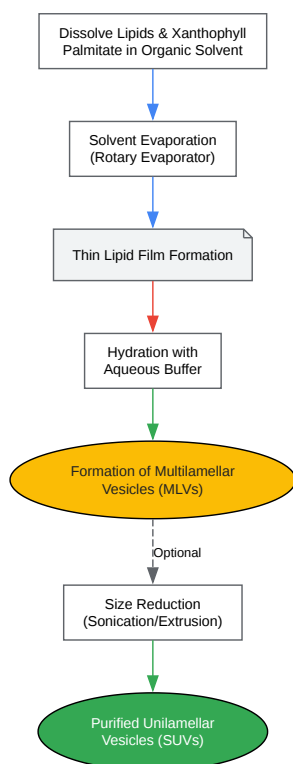 Dissolve Lipids & Xanthophyll
Palmitate in Organic Solvent
Solvent Evaporation
(Rotary Evaporator)
Thin Lipid Film Formation
Hydration with
Aqueous Buffer
Formation of Multilamellar
Vesicles (MLVs)
Optional
Size Reduction
(Sonication/Extrusion)
Purified Unilamellar
Vesicles (SUVs)